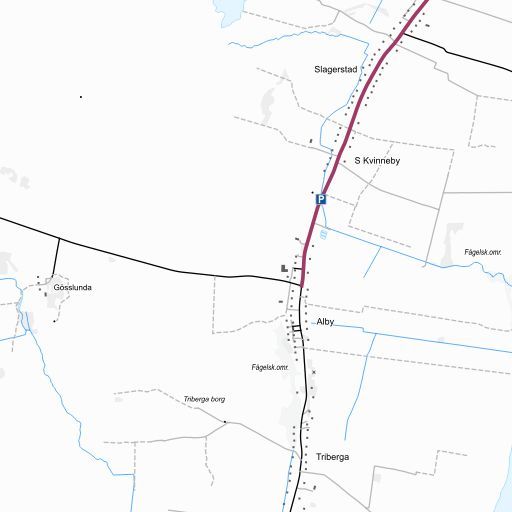 Slagerstad
S Kvinneby
P
Fågelsk.omr.
Gösslunda
Alby
Fågelsk.omr.
Triberga borg
Triberga